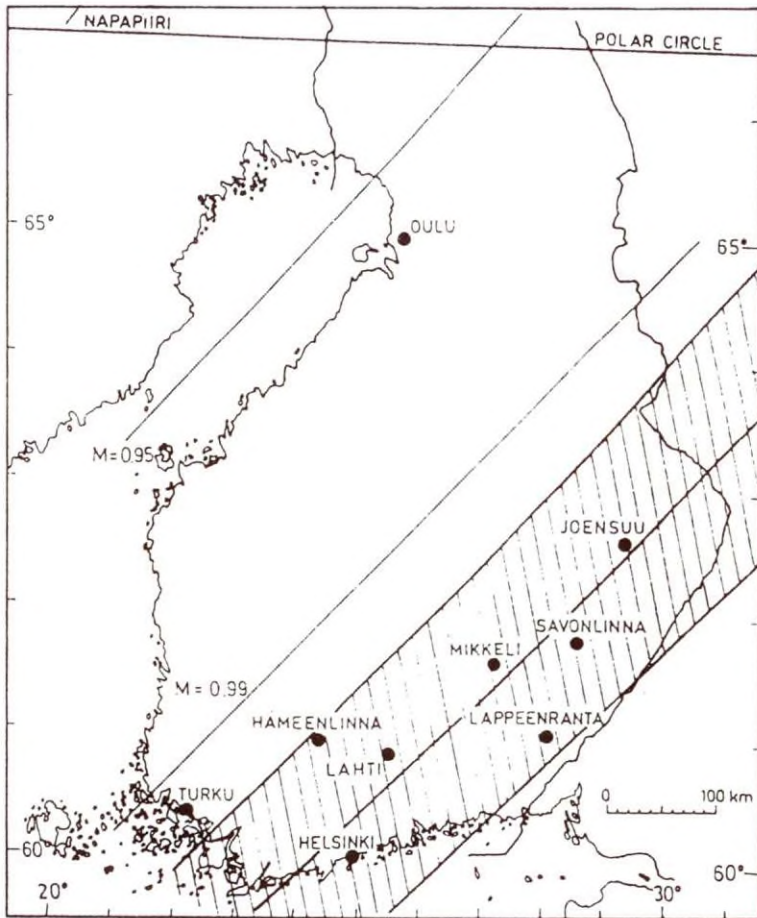 NAPAPIIRI
POLAR CIRCLE
65°
OULU
65°
M = 0.95
JOENSUU
SAVONLINNA
MIKKELI
M = 0.99
HÄMEENLINNA
LAPPEENRANTA
LAHTI
TURKU
0 100 km
HELSINKI
60°
60°
20°
30°